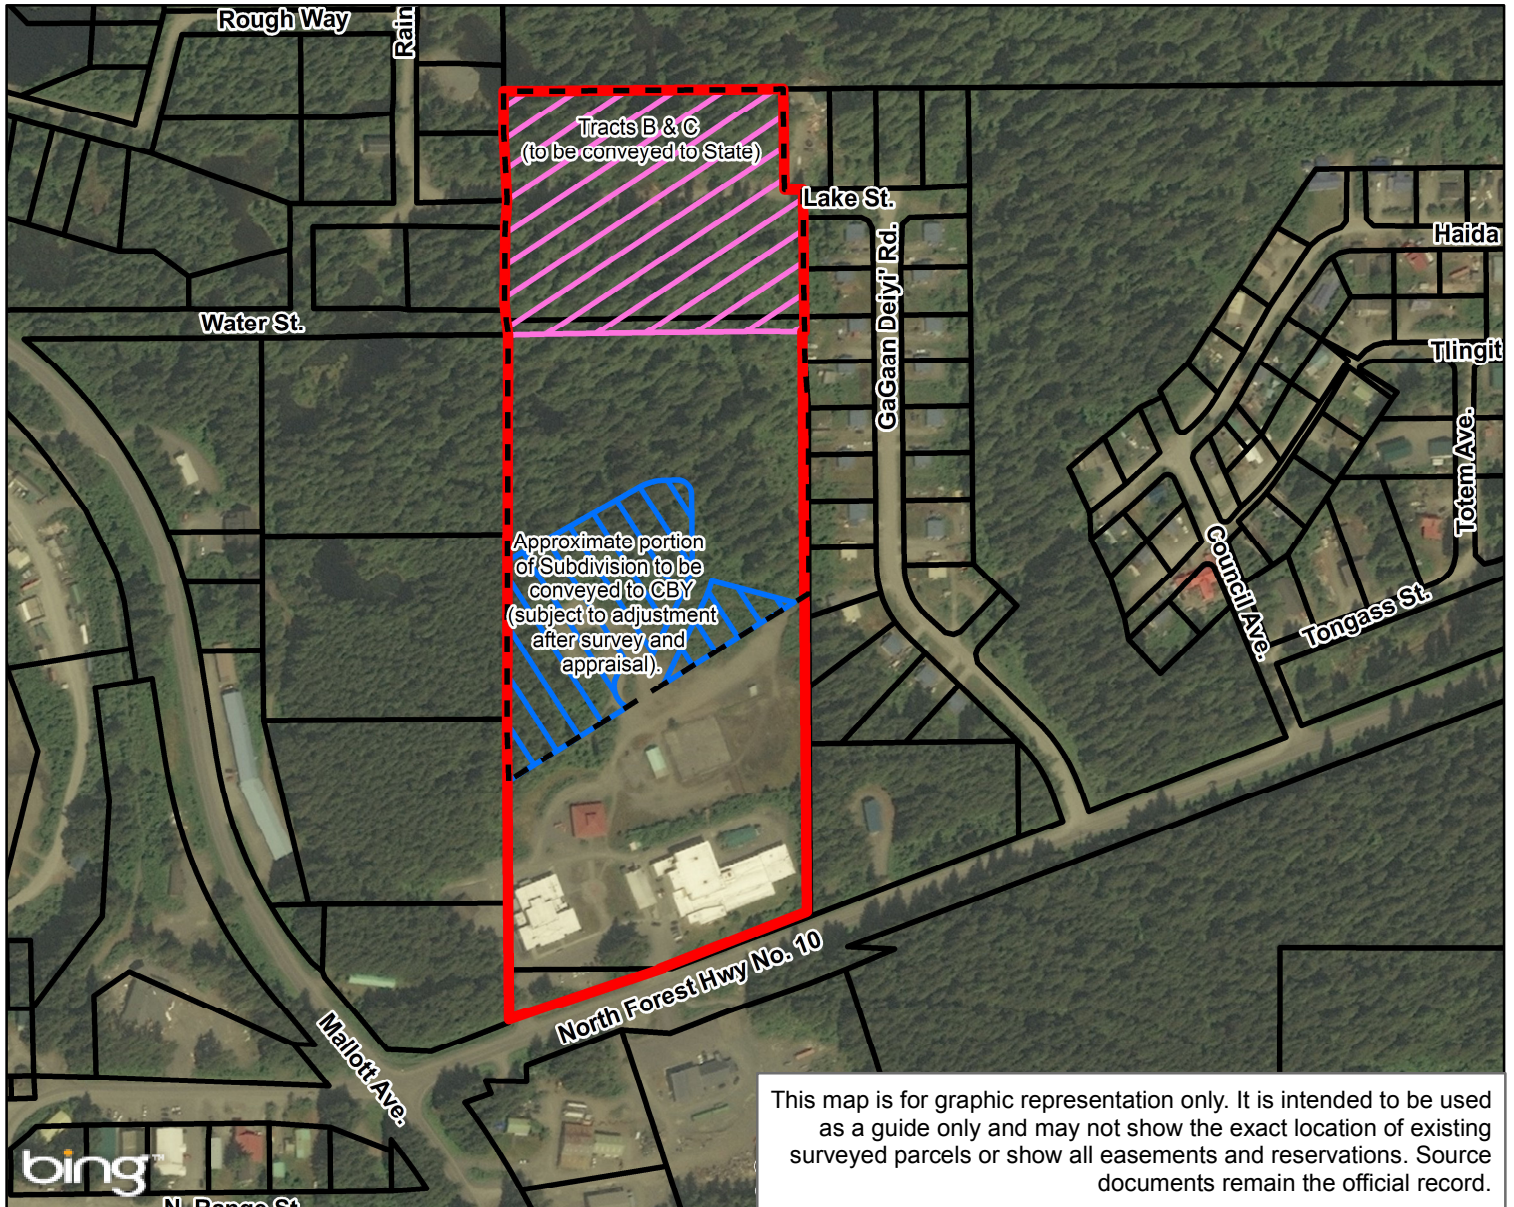 Rough Way
Rain
Tracts B & C
(to be conveyed to State)
Lake St.
GaGaan Deiyi' Rd.
Haida
Water St.
Tlingit
Totem Ave.
Approximate portion
of Subdivision to be
conveyed to CBY
(subject to adjustment
after survey and
appraisal).
Council Ave.
Tongass St.
North Forest Hwy No. 10
Mallott Ave.
This map is for graphic representation only. It is intended to be used
as a guide only and may not show the exact location of existing
surveyed parcels or show all easements and reservations. Source
documents remain the official record.
bing™
N. Range St.